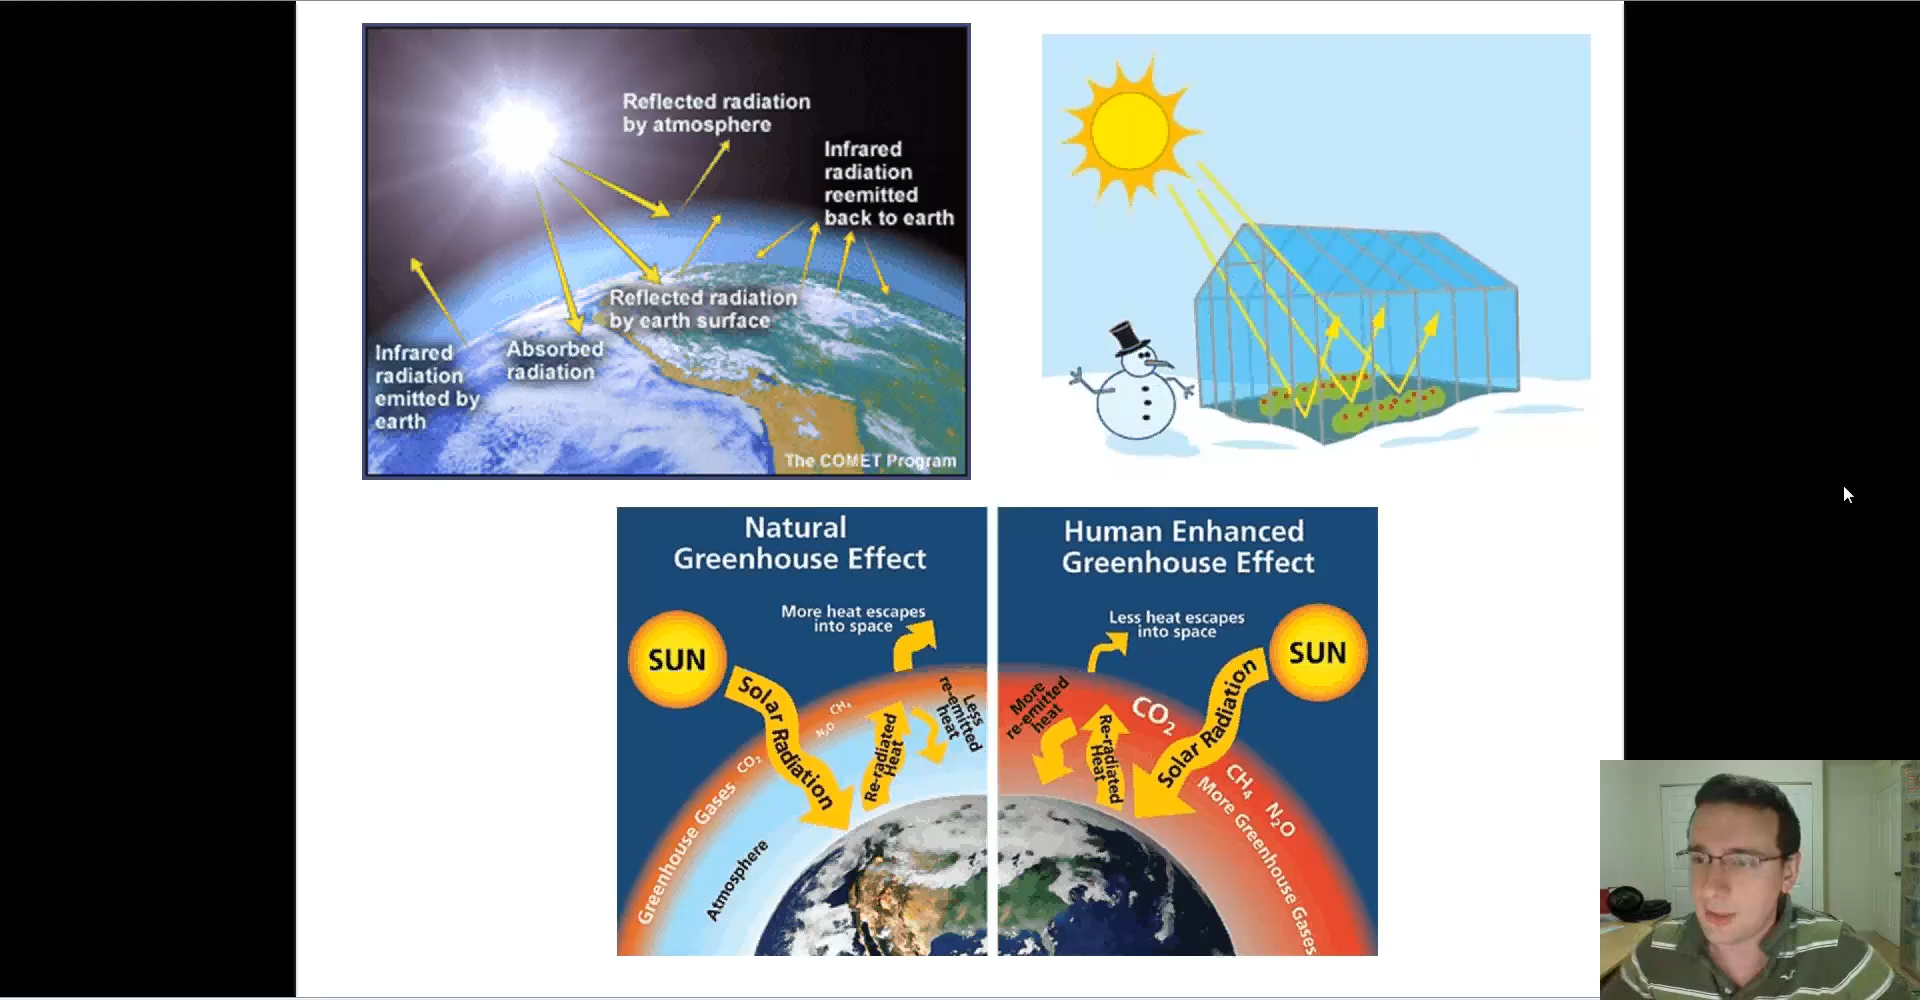 Reflected radiation
by atmosphere
Infrared
radiation
reemitted
back to earth
Reflected radiation
by earth surface
Infrared
radiation
emitted by
earth
Absorbed
radiation
The COMET Program
Natural
Greenhouse Effect
More heat escapes
into space
SUN
Solar Radiation
CH₄
N₂O
CO₂
Re-radiated
Heat
Less
re-emitted
heat
Greenhouse Gases
Atmosphere
Human Enhanced
Greenhouse Effect
Less heat escapes
into space
SUN
Solar Radiation
More
re-emitted
heat
Re-radiated
Heat
CO₂
CH₄
N₂O
More Greenhouse Gases